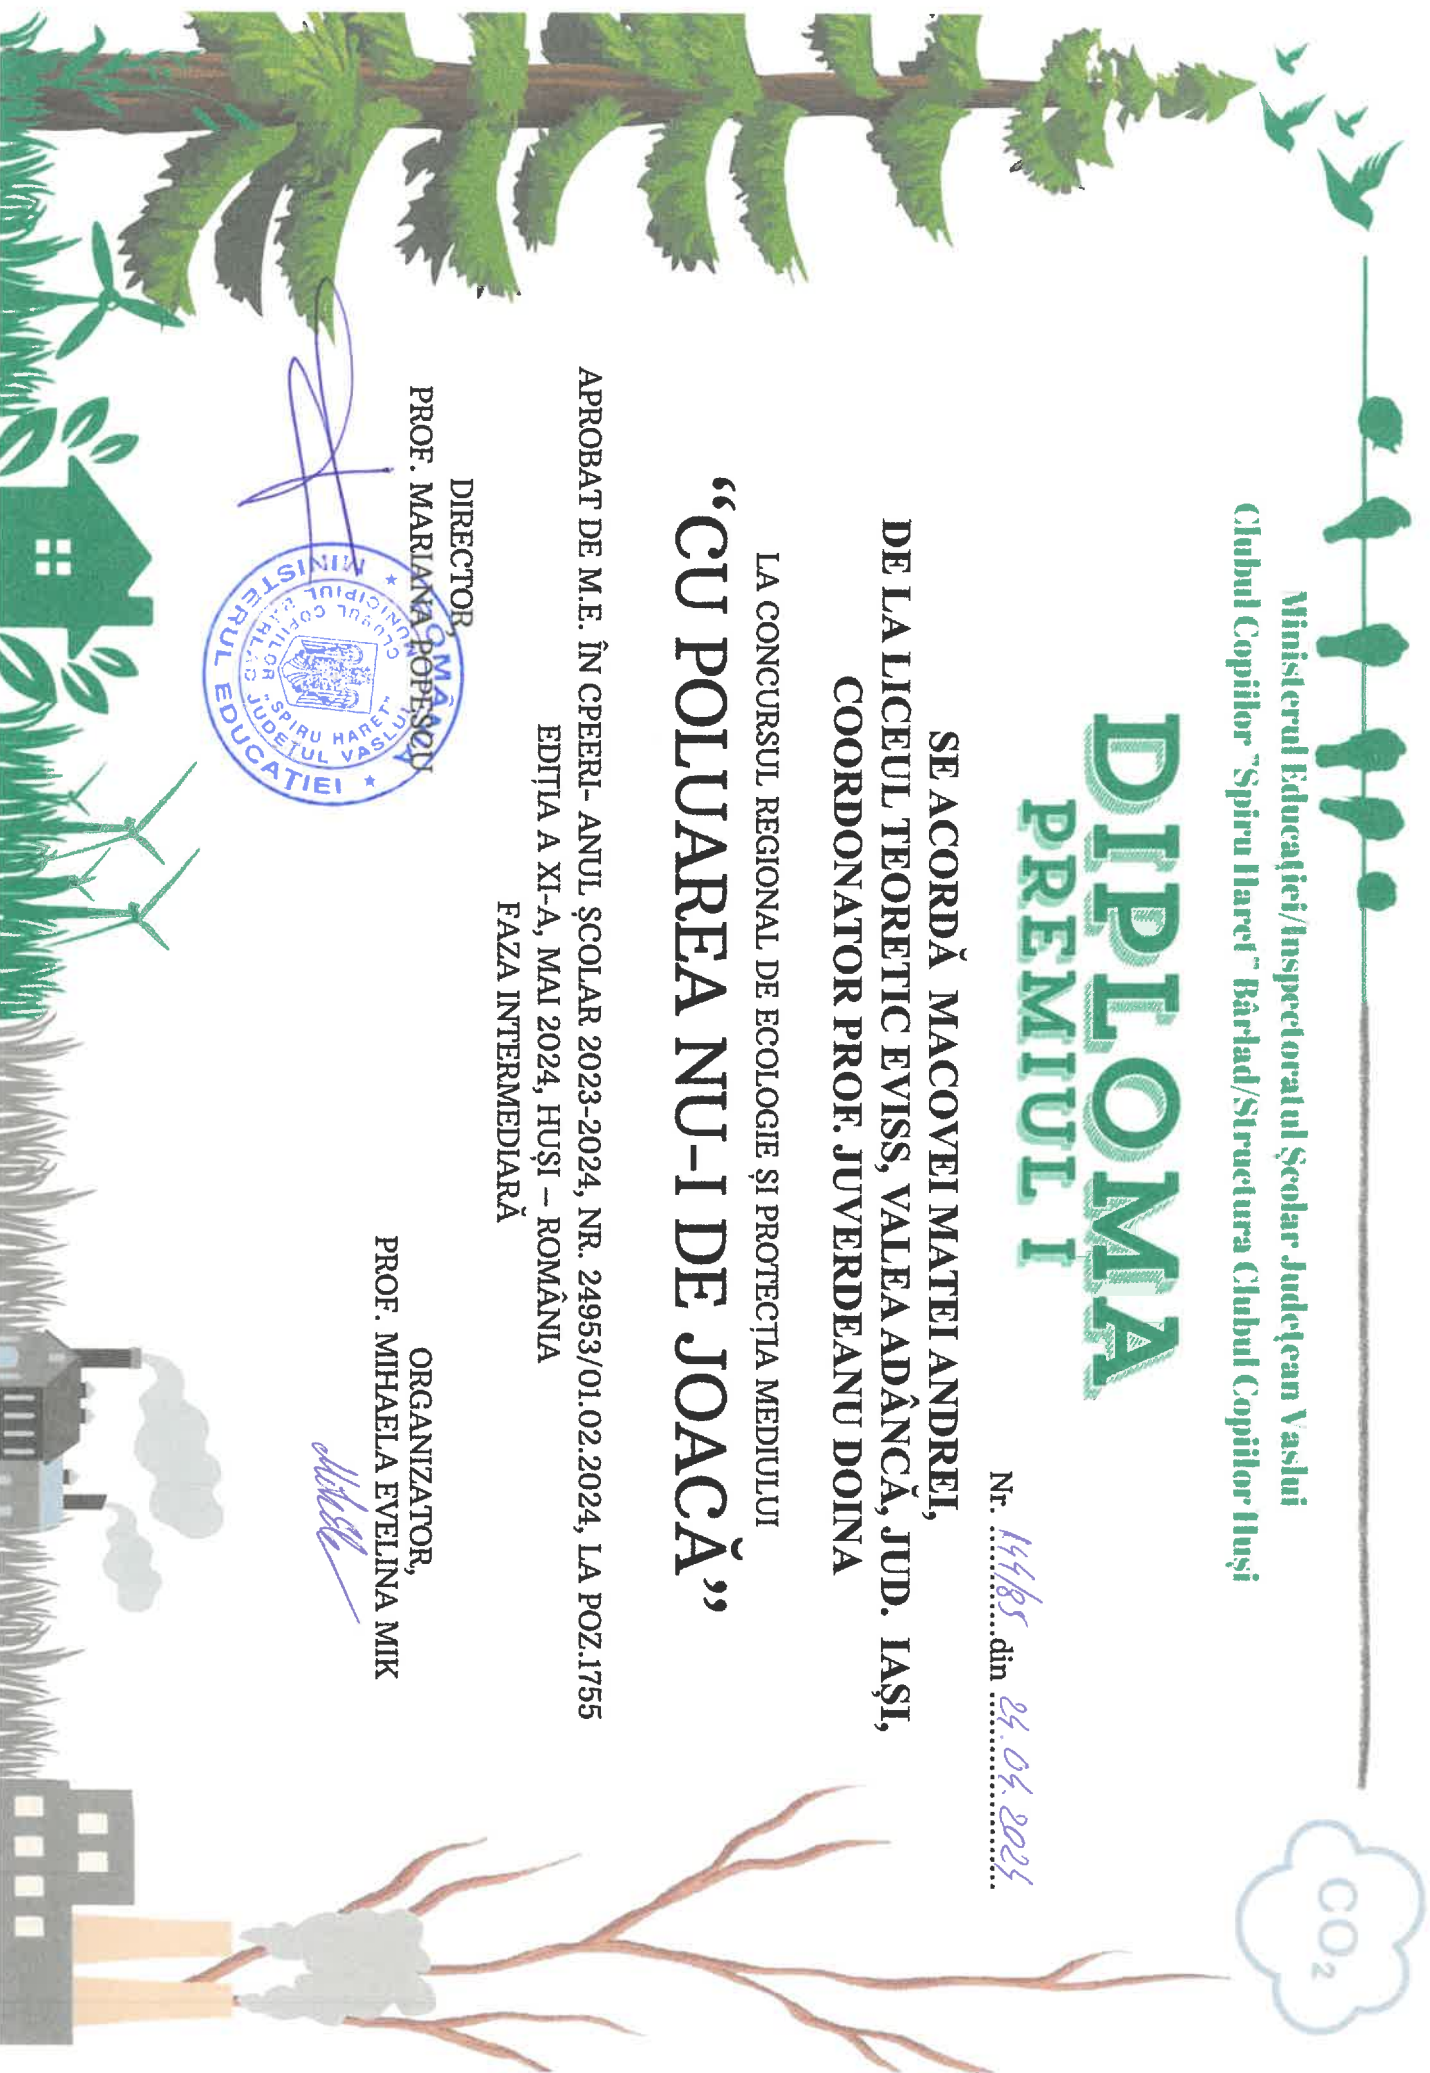 Ministerul Educației/Inspectoratul Școlar Județean Vaslui
Clubul Copiilor "Spiru Haret" Bârlad/Structura Clubul Copiilor Huși
DIPLOMA
PREMIUL I
Nr. 144/85 din 24.04.2024
SE ACORDĂ MACOVEI MATEI ANDREI,
DE LA LICEUL TEORETIC EVISS, VALEA ADÂNCĂ, JUD. IAȘI,
COORDONATOR PROF. JUVERDEANU DOINA
LA CONCURSUL REGIONAL DE ECOLOGIE ȘI PROTECȚIA MEDIULUI
“CU POLUAREA NU-I DE JOACĂ”
APROBAT DE M.E. ÎN CPEERI- ANUL ȘCOLAR 2023-2024, NR. 24953/01.02.2024, LA POZ.1755
EDIȚIA A XI-A, MAI 2024, HUȘI – ROMÂNIA
FAZA INTERMEDIARĂ
DIRECTOR,
PROF. MARIANA POPESCU
ORGANIZATOR,
PROF. MIHAELA EVELINA MIK
ROMÂNIA * MINISTERUL EDUCAȚIEI *
CLUBUL COPIILOR "SPIRU HARET"
MUNICIPIUL BÂRLAD JUDEȚUL VASLUI
CO₂